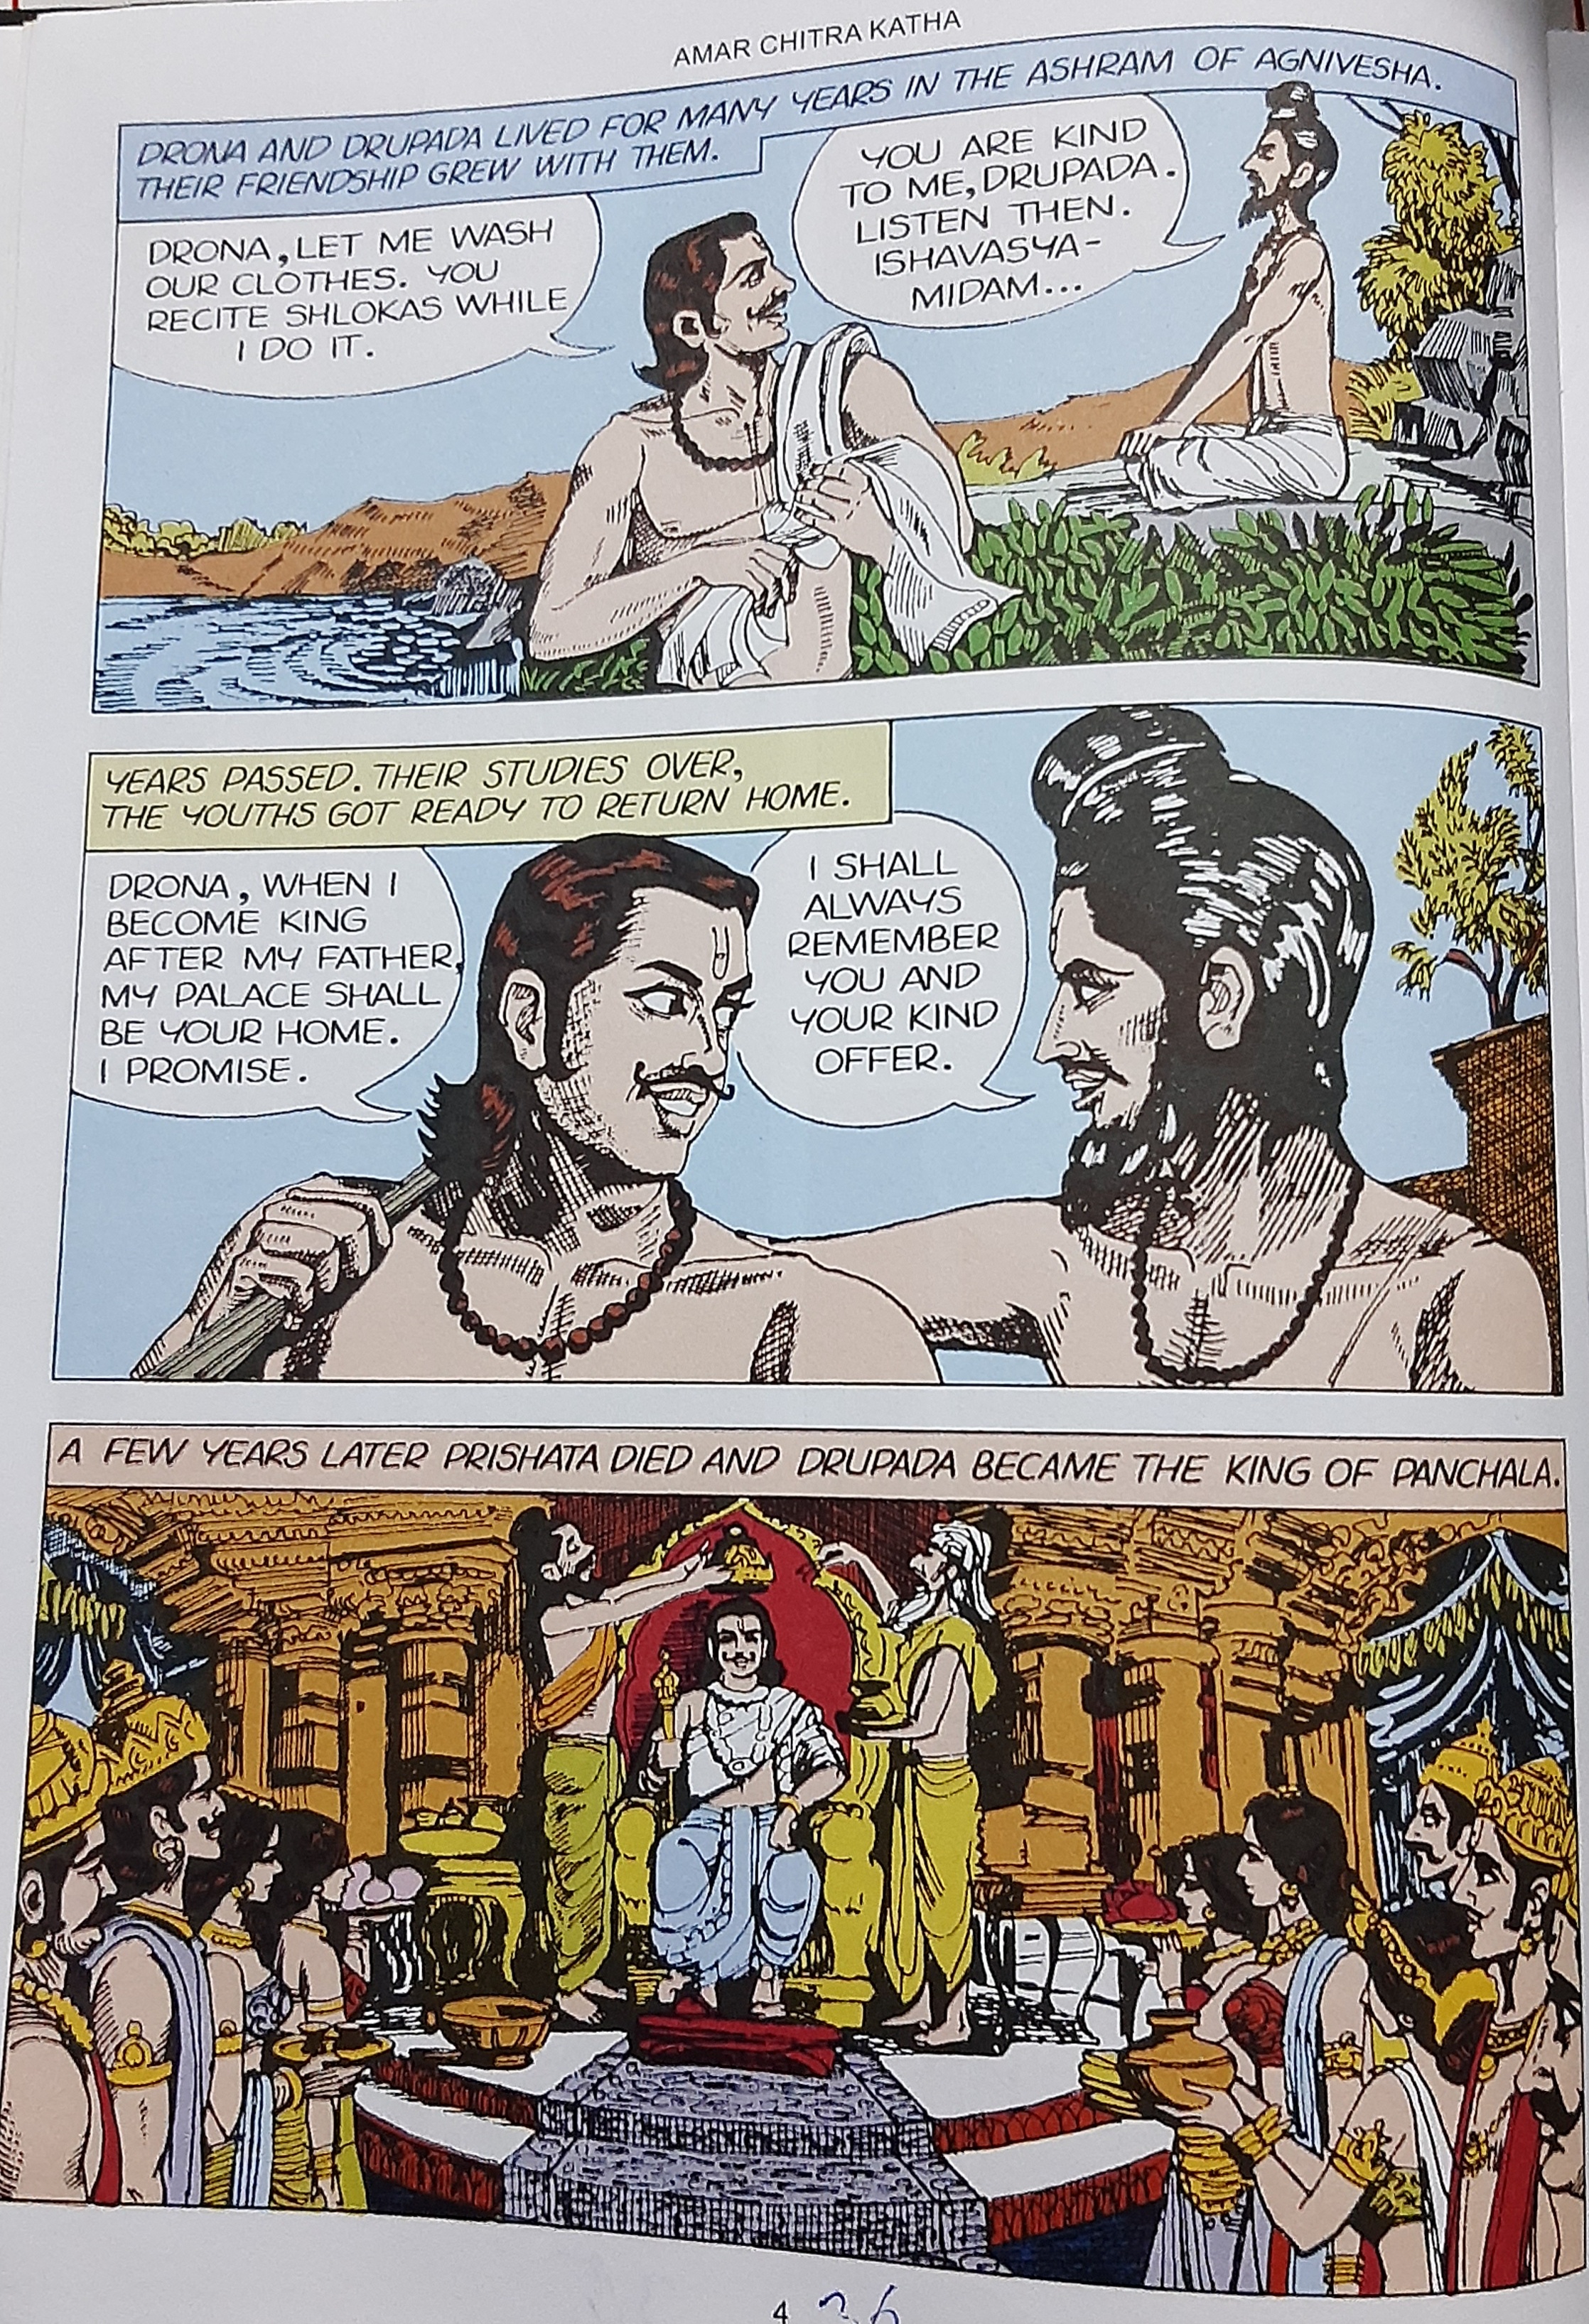 AMAR CHITRA KATHA
DRONA AND DRUPADA LIVED FOR MANY YEARS IN THE ASHRAM OF AGNIVESHA.
THEIR FRIENDSHIP GREW WITH THEM.
DRONA, LET ME WASH
OUR CLOTHES. YOU
RECITE SHLOKAS WHILE
I DO IT.
YOU ARE KIND
TO ME, DRUPADA.
LISTEN THEN.
ISHAVASYA-
MIDAM...
YEARS PASSED. THEIR STUDIES OVER,
THE YOUTHS GOT READY TO RETURN HOME.
DRONA, WHEN I
BECOME KING
AFTER MY FATHER,
MY PALACE SHALL
BE YOUR HOME.
I PROMISE.
I SHALL
ALWAYS
REMEMBER
YOU AND
YOUR KIND
OFFER.
A FEW YEARS LATER PRISHATA DIED AND DRUPADA BECAME THE KING OF PANCHALA.
4